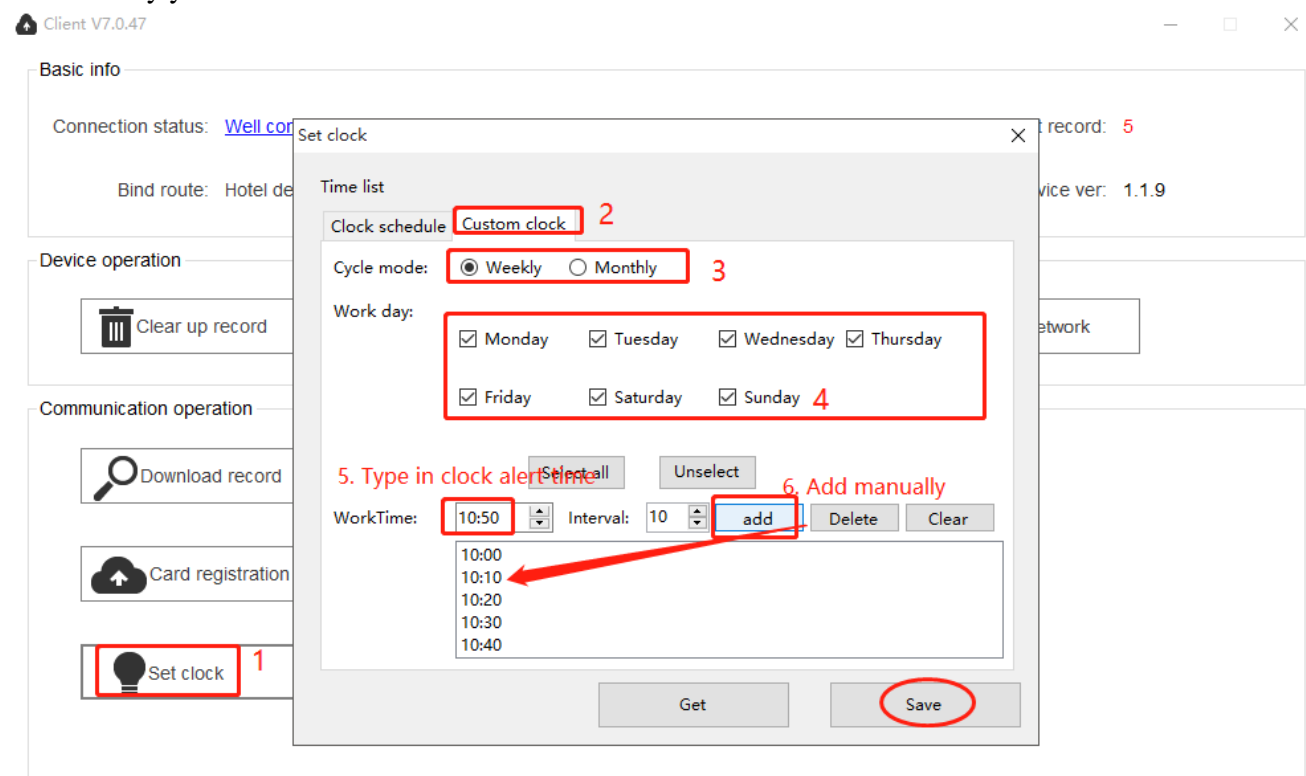 Client V7.0.47
Basic info
Connection status: Well con
t record: 5
Bind route: Hotel de
vice ver: 1.1.9
Device operation
Clear up record
etwork
Communication operation
Download record
Card registration
Set clock
1
Set clock
Time list
Clock schedule
Custom clock
2
Cycle mode: Weekly Monthly
3
Work day:
Monday Tuesday Wednesday Thursday
Friday Saturday Sunday
4
5. Type in clock alert time
Select all Unselect
6. Add manually
WorkTime: 10:50 Interval: 10 add Delete Clear
10:00
10:10
10:20
10:30
10:40
Get Save